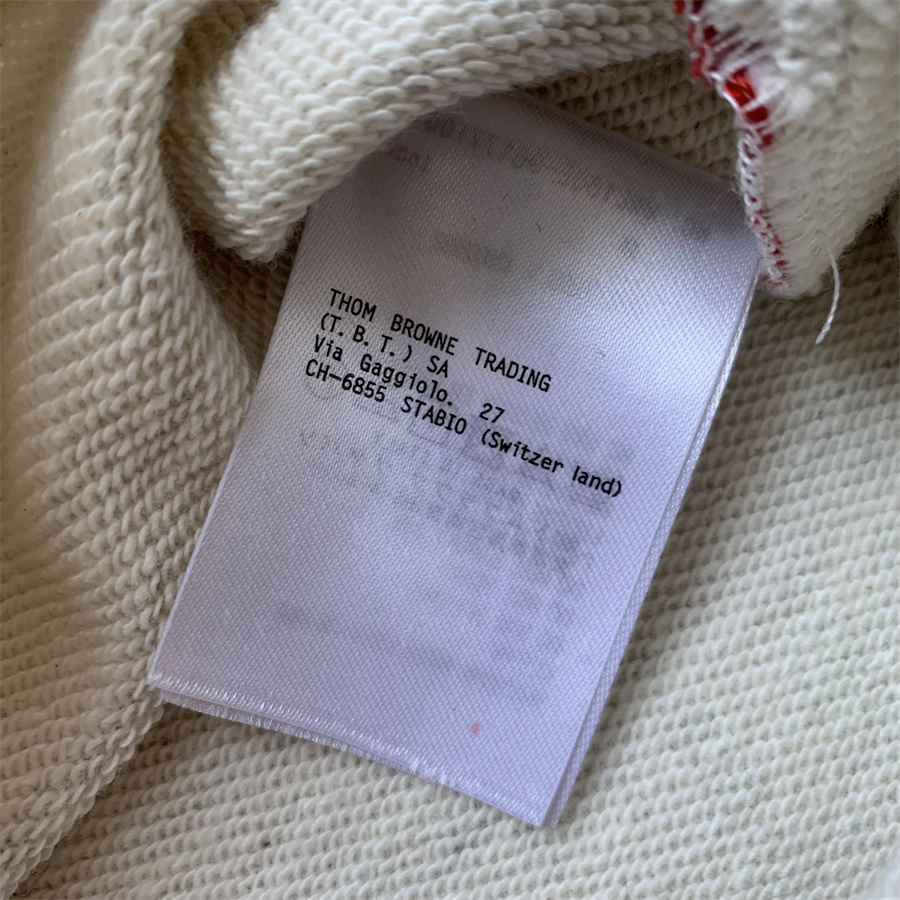 THOM BROWNE TRADING
(T.B.T.) SA
Via Gaggiolo. 27
CH-6855 STABIO (Switzer land)